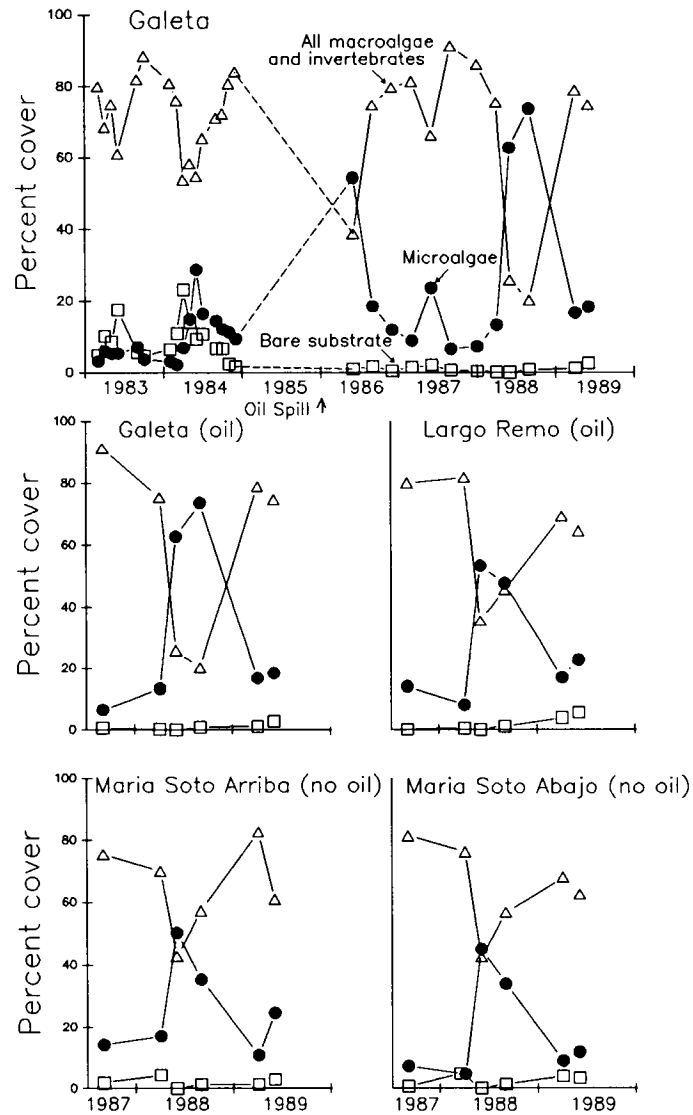 Galeta
Percent cover
100
80
60
40
20
0
All macroalgae
and invertebrates
Microalgae
Bare substrate
1983 1984 1985 1986 1987 1988 1989
Oil Spill ↑
Galeta (oil)
Percent cover
100
80
60
40
20
0
Largo Remo (oil)
Maria Soto Arriba (no oil)
Percent cover
100
80
60
40
20
0
1987 1988 1989
Maria Soto Abajo (no oil)
1987 1988 1989